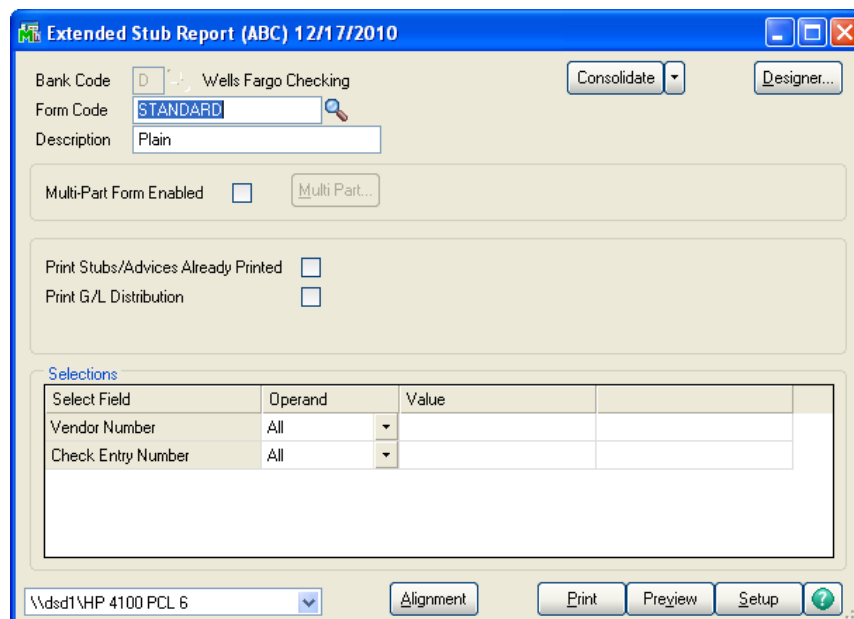 Extended Stub Report (ABC) 12/17/2010
Bank Code D Wells Fargo Checking Consolidate Designer...
Form Code STANDARD
Description Plain
Multi-Part Form Enabled Multi Part...
Print Stubs/Advices Already Printed
Print G/L Distribution
Selections
Select Field Operand Value
Vendor Number All
Check Entry Number All
\\dsd1\HP 4100 PCL 6 Alignment Print Preview Setup ?